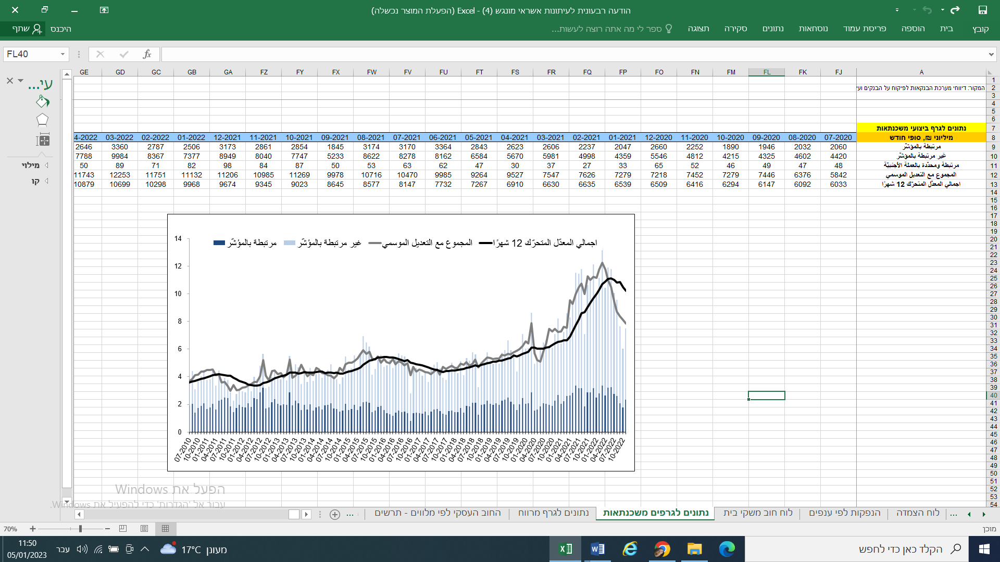 הודעה רבעונית לעיתונות אשראי מונגש (4) - Excel (הפעלת המוצר נכשלה)
קובץ בית הוספה פריסת עמוד נוסחאות נתונים סקירה תצוגה ספר לי מה אתה רוצה לעשות... היכנס שתף
FL40 fx
עי...
מילוי
קו
A FJ FK FL FM FN FO FP FQ FR FS FT FU FV FW FX FY FZ GA GB GC GD GE
המקור: דיווחי מערכת הבנקאות לפיקוח על הבנקים ועי
נתונים לגרף ביצועי משכנתאות
מיליוני ₪, סופי חודש 07-2020 08-2020 09-2020 10-2020 11-2020 12-2020 01-2021 02-2021 03-2021 04-2021 05-2021 06-2021 07-2021 08-2021 09-2021 10-2021 11-2021 12-2021 01-2022 02-2022 03-2022 4-2022
مرتبطة بالمؤشّر 2060 2032 1946 1890 2252 2660 2047 2237 2606 2623 2843 3364 3170 3174 1845 2854 2861 3173 2506 2787 3360 2646
غير مرتبطة بالمؤشّر 4420 4602 4325 4215 4812 5546 4359 4998 5981 5670 6584 8162 8278 8622 5233 7747 8040 8949 7377 8367 9984 7788
مرتبطة ومحدّدة بالعملة الأجنبيّة 48 47 49 46 52 65 33 27 37 30 47 62 63 53 50 87 84 98 82 71 89 50
المجموع مع التعديل الموسمي 5842 6376 7446 7279 7452 7218 7279 7626 7547 9527 9264 9985 10470 10716 9978 11269 10985 11206 11132 11751 12253 11743
اجمالي المعدّل المتحرّك 12 شهرًا 6033 6092 6147 6294 6416 6509 6539 6635 6630 6910 7267 7732 8147 8577 8645 9023 9345 9674 9968 10298 10699 10879
1
2
3
4
5
6
7
8
9
10
11
12
13
14
15
16
17
18
19
20
21
22
23
24
25
26
27
28
29
30
31
32
33
34
35
36
37
38
39
40
41
42
43
44
45
46
47
48
49
50
51
52
53
54
مرتبطة بالمؤشّر غير مرتبطة بالمؤشّر المجموع مع التعديل الموسمي اجمالي المعدّل المتحرّك 12 شهرًا
14
12
10
8
6
4
2
0
07-2010 10-2010 01-2011 04-2011 07-2011 10-2011 01-2012 04-2012 07-2012 10-2012 01-2013 04-2013 07-2013 10-2013 01-2014 04-2014 07-2014 10-2014 01-2015 04-2015 07-2015 10-2015 01-2016 04-2016 07-2016 10-2016 01-2017 04-2017 07-2017 10-2017 01-2018 04-2018 07-2018 10-2018 01-2019 04-2019 07-2019 10-2019 01-2020 04-2020 07-2020 10-2020 01-2021 04-2021 07-2021 10-2021 01-2022 04-2022 07-2022 10-2022
הפעל את Windows
עבור אל 'הגדרות' כדי להפעיל את Windows.
... לוח הצמדה הנפקות לפי ענפים לוח חוב משקי בית נתונים לגרפים משכנתאות נתונים לגרף מרווח החוב העסקי לפי מלווים - תרשים ...
מוכן 70%
הקלד כאן כדי לחפש
17°C מעונן
עבר
11:50
05/01/2023